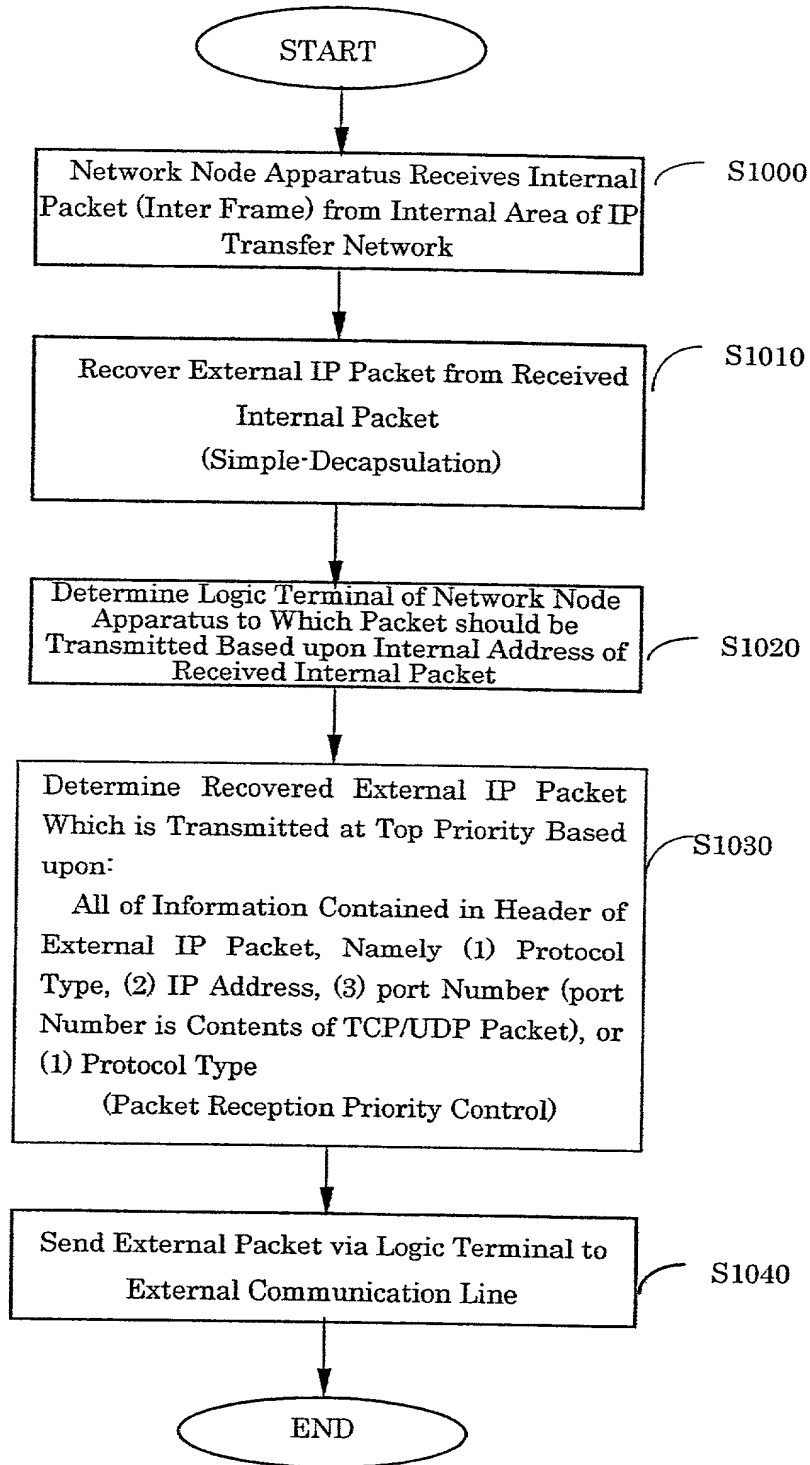 START
Network Node Apparatus Receives Internal
Packet (Inter Frame) from Internal Area of IP
Transfer Network
S1000
Recover External IP Packet from Received
Internal Packet
(Simple-Decapsulation)
S1010
Determine Logic Terminal of Network Node
Apparatus to Which Packet should be
Transmitted Based upon Internal Address of
Received Internal Packet
S1020
Determine Recovered External IP Packet
Which is Transmitted at Top Priority Based
upon:
All of Information Contained in Header of
External IP Packet, Namely (1) Protocol
Type, (2) IP Address, (3) port Number (port
Number is Contents of TCP/UDP Packet), or
(1) Protocol Type
(Packet Reception Priority Control)
S1030
Send External Packet via Logic Terminal to
External Communication Line
S1040
END